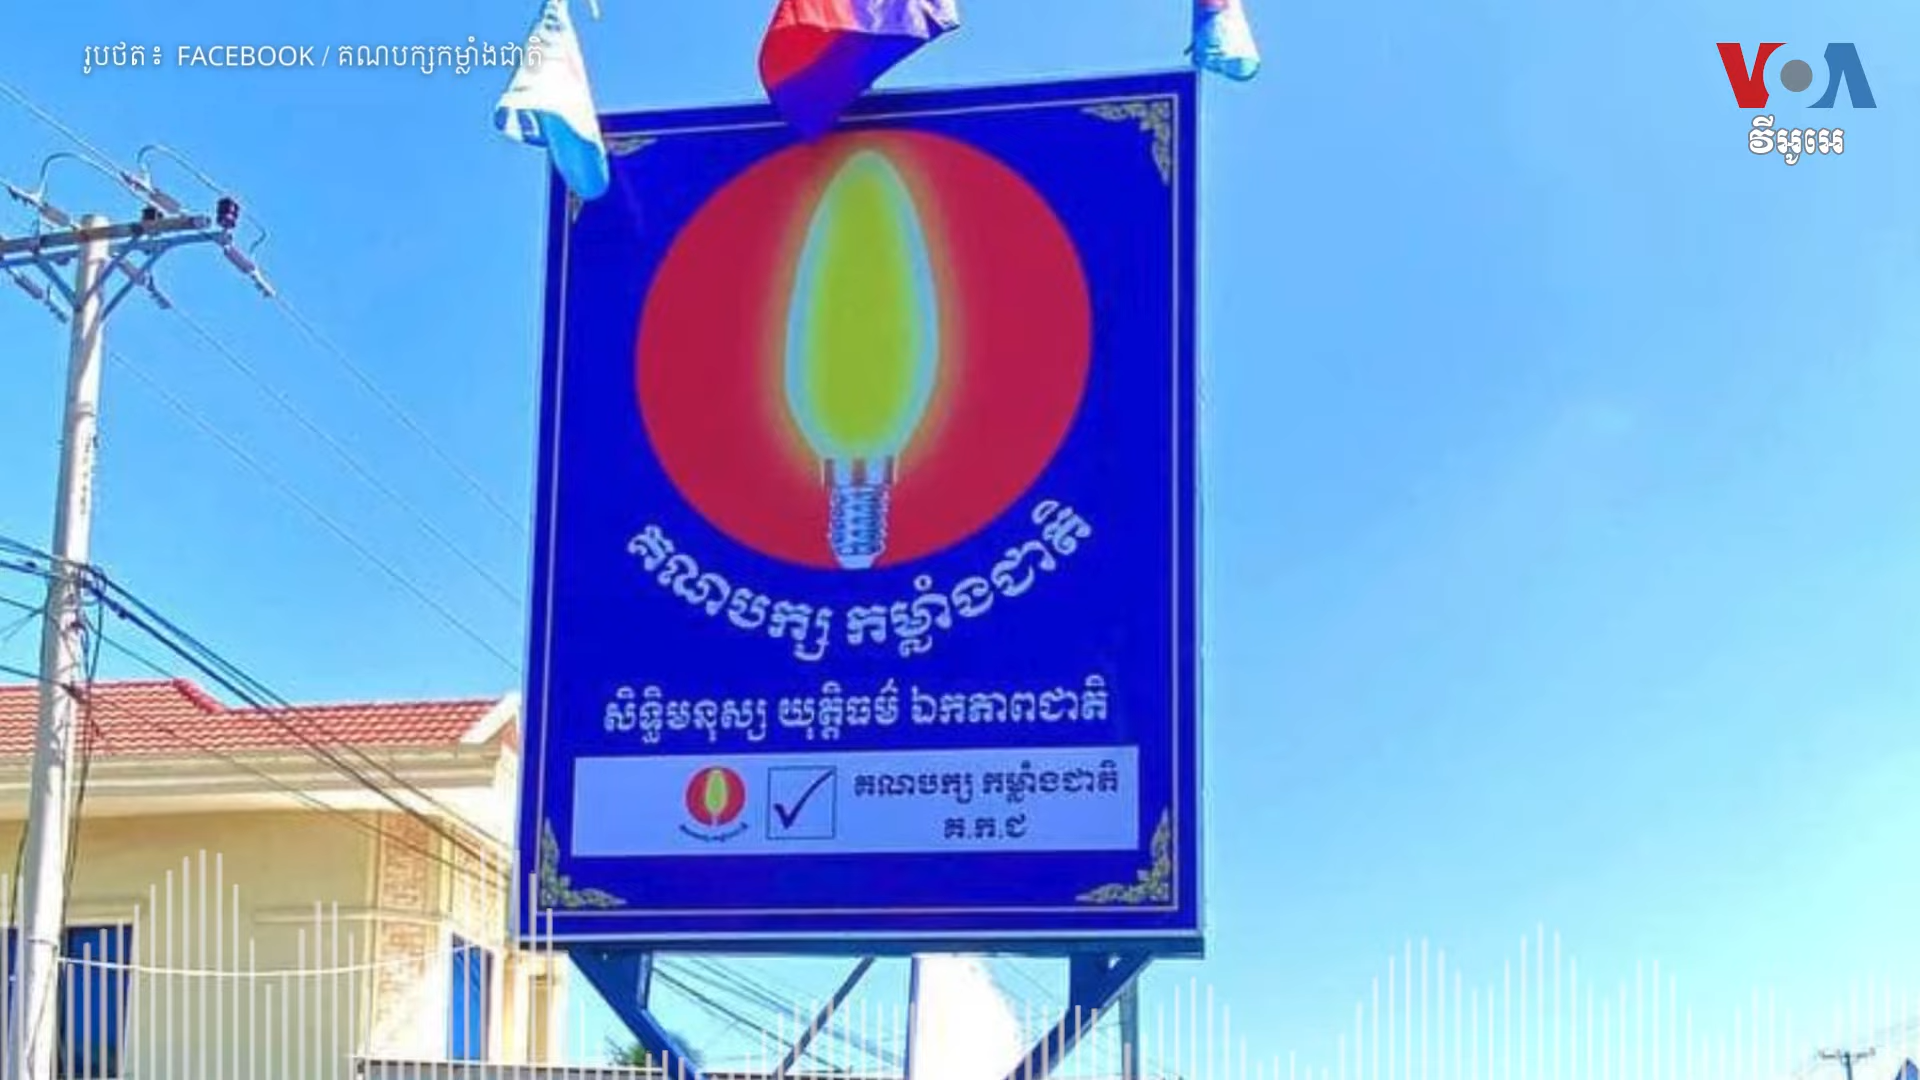 រូបថត៖ FACEBOOK / គណបក្សកម្លាំងជាតិ
VOA
វីអូអេ
គណបក្ស កម្លាំងជាតិ
សិទ្ធិមនុស្ស យុត្តិធម៌ ឯកភាពជាតិ
គណបក្ស កម្លាំងជាតិ
គ.ក.ជ